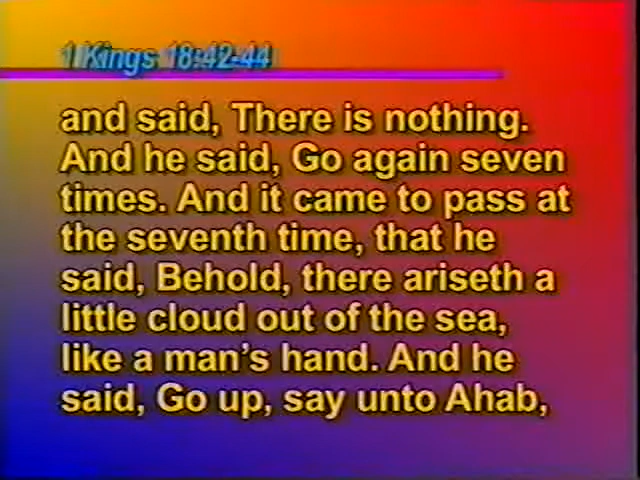 1 Kings 18:42-44
and said, There is nothing.
And he said, Go again seven
times. And it came to pass at
the seventh time, that he
said, Behold, there ariseth a
little cloud out of the sea,
like a man's hand. And he
said, Go up, say unto Ahab,